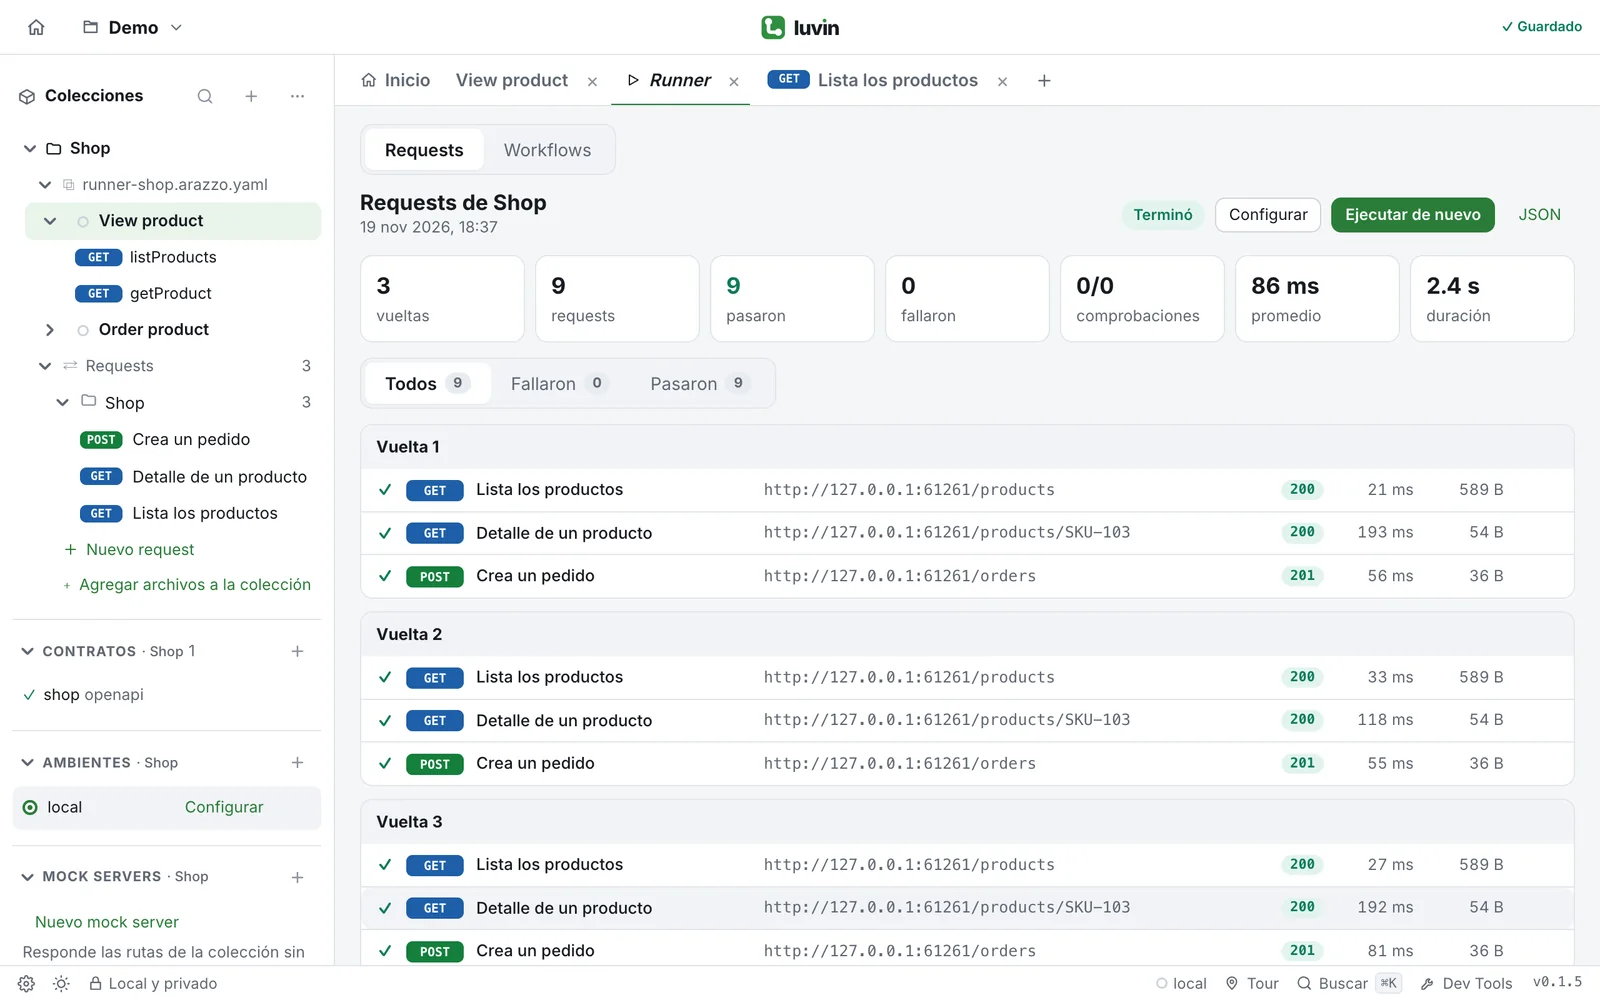 Demo
luvin
Guardado
Colecciones
Shop
runner-shop.arazzo.yaml
View product
GET listProducts
GET getProduct
Order product
Requests 3
Shop 3
POST Crea un pedido
GET Detalle de un producto
GET Lista los productos
+ Nuevo request
+ Agregar archivos a la colección
CONTRATOS · Shop 1
shop openapi
AMBIENTES · Shop
local Configurar
MOCK SERVERS · Shop
Nuevo mock server
Responde las rutas de la colección sin
Inicio View product Runner GET Lista los productos
Requests Workflows
Requests de Shop
19 nov 2026, 18:37
Terminó Configurar Ejecutar de nuevo JSON
3 9 9 0 0/0 86 ms 2.4 s
vueltas requests pasaron fallaron comprobaciones promedio duración
Todos 9 Fallaron 0 Pasaron 9
Vuelta 1
GET Lista los productos http://127.0.0.1:61261/products 200 21 ms 589 B
GET Detalle de un producto http://127.0.0.1:61261/products/SKU-103 200 193 ms 54 B
POST Crea un pedido http://127.0.0.1:61261/orders 201 56 ms 36 B
Vuelta 2
GET Lista los productos http://127.0.0.1:61261/products 200 33 ms 589 B
GET Detalle de un producto http://127.0.0.1:61261/products/SKU-103 200 118 ms 54 B
POST Crea un pedido http://127.0.0.1:61261/orders 201 55 ms 36 B
Vuelta 3
GET Lista los productos http://127.0.0.1:61261/products 200 27 ms 589 B
GET Detalle de un producto http://127.0.0.1:61261/products/SKU-103 200 192 ms 54 B
POST Crea un pedido http://127.0.0.1:61261/orders 201 81 ms 36 B
Local y privado local Tour Buscar ⌘K Dev Tools v0.1.5